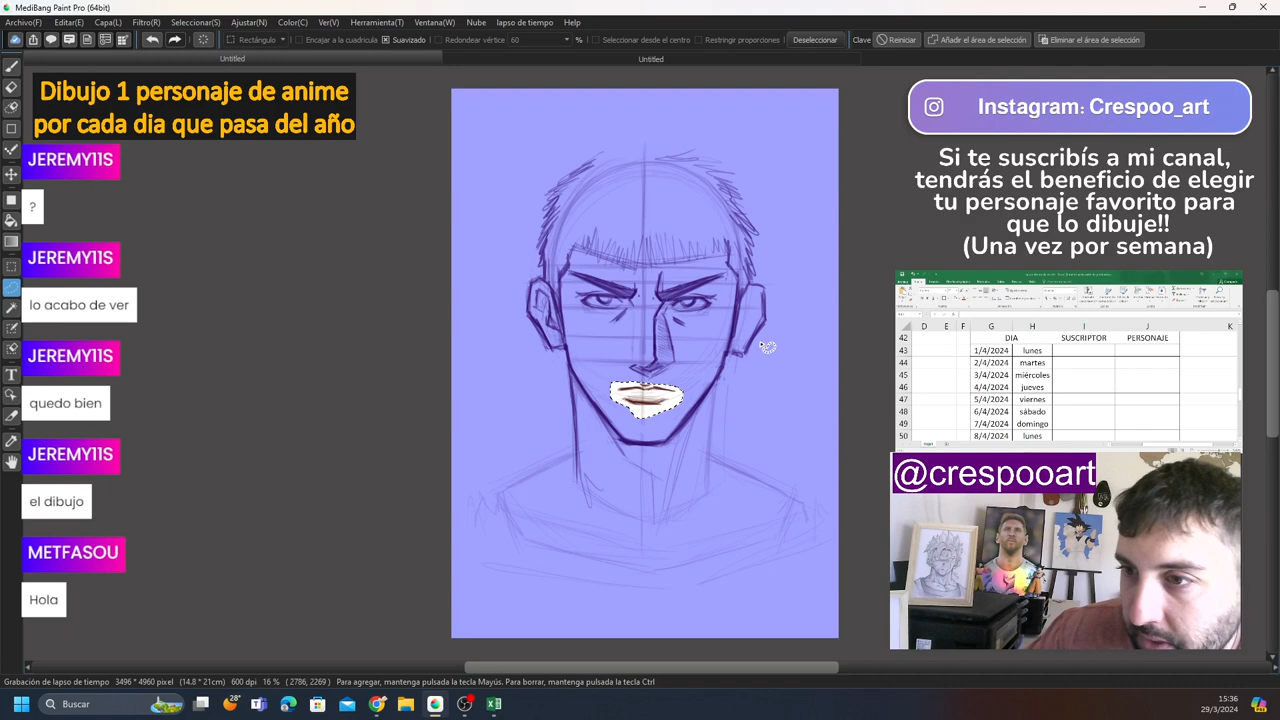 MediBang Paint Pro (64bit)
Archivo(F) Editar(E) Capa(L) Filtro(R) Seleccionar(S) Ajustar(N) Color(C) Ver(V) Herramienta(T) Ventana(W) Nube lapso de tiempo Help
Rectángulo Encajar a la cuadricula Suavizado Redondear vértice 60 % Seleccionar desde el centro Restringir proporciones Deseleccionar Clave Reiniciar Añadir el área de selección Eliminar el área de selección
Untitled Untitled
Dibujo 1 personaje de anime
por cada dia que pasa del año
JEREMY11S
?
JEREMY11S
lo acabo de ver
JEREMY11S
quedo bien
JEREMY11S
el dibujo
METFASOU
Hola
Instagram: Crespoo_art
Si te suscribís a mi canal,
tendrás el beneficio de elegir
tu personaje favorito para
que lo dibuje!!
(Una vez por semana)
D E F G H I J K
42 DIA SUSCRIPTOR PERSONAJE
43 1/4/2024 lunes
44 2/4/2024 martes
45 3/4/2024 miércoles
46 4/4/2024 jueves
47 5/4/2024 viernes
48 6/4/2024 sábado
49 7/4/2024 domingo
50 8/4/2024 lunes
@crespooart
Grabación de lapso de tiempo 3496 * 4960 pixel (14.8 * 21cm) 600 dpi 16 % ( 2786, 2269 ) Para agregar, mantenga pulsada la tecla Mayús. Para borrar, mantenga pulsada la tecla Ctrl
Buscar
28°
15:36
29/3/2024